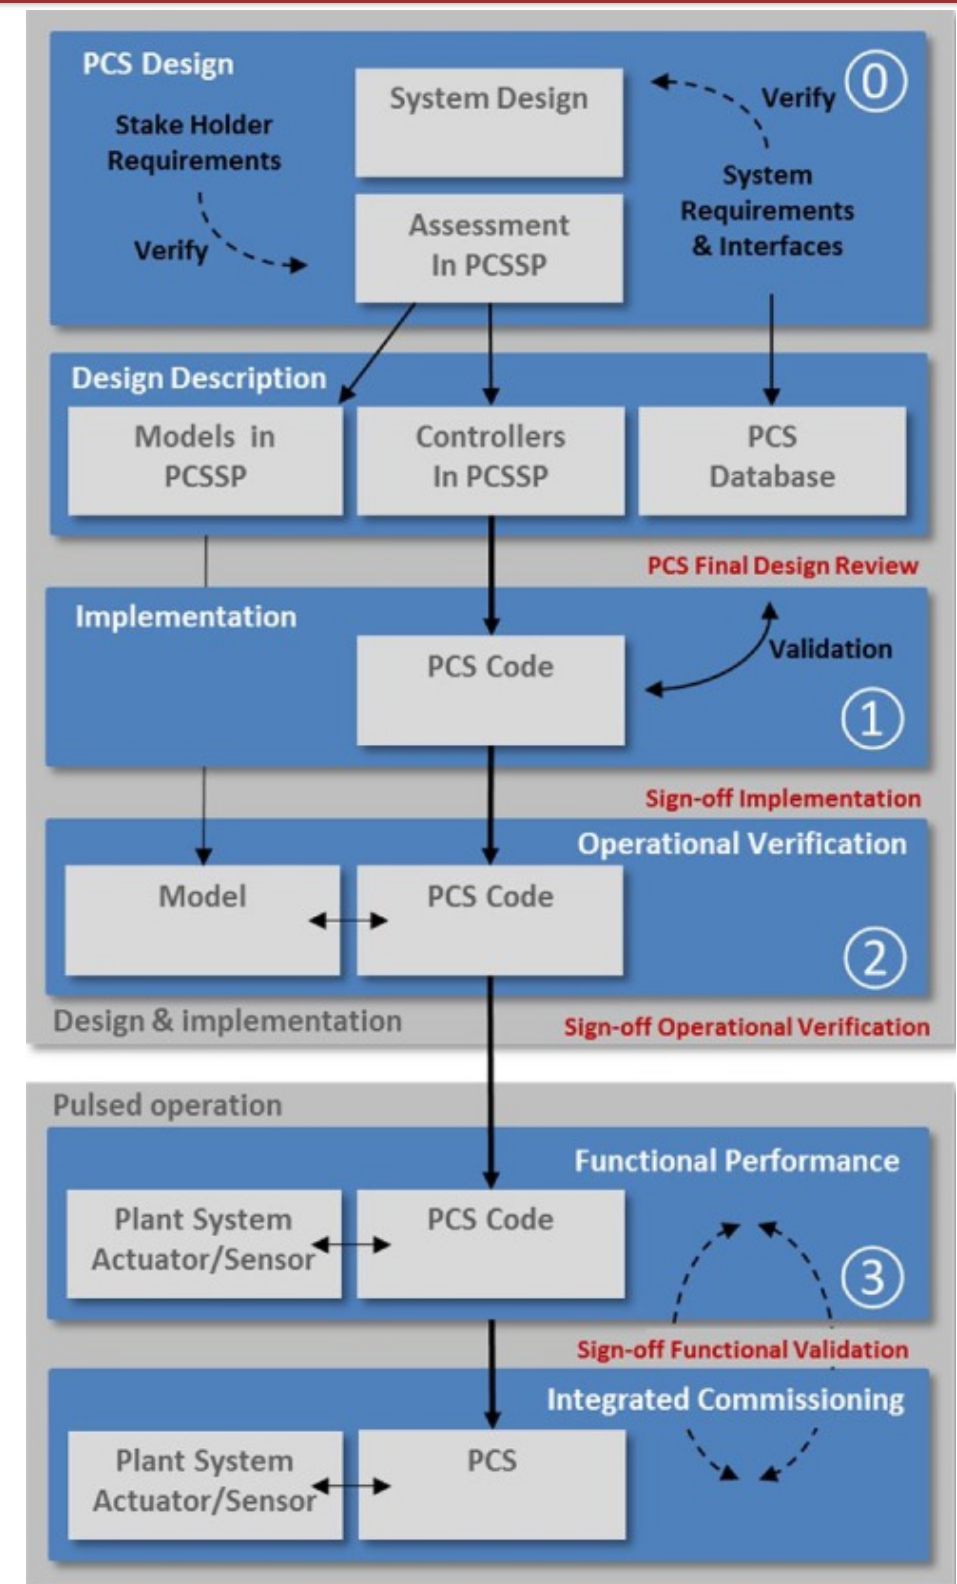 PCS Design
0
System Design
Verify
Stake Holder
Requirements
System
Requirements
& Interfaces
Verify
Assessment
In PCSSP
Design Description
Models in
PCSSP
Controllers
In PCSSP
PCS
Database
PCS Final Design Review
Implementation
PCS Code
Validation
1
Sign-off Implementation
Operational Verification
Model
PCS Code
2
Design & implementation
Sign-off Operational Verification
Pulsed operation
Functional Performance
Plant System
Actuator/Sensor
PCS Code
3
Sign-off Functional Validation
Integrated Commissioning
Plant System
Actuator/Sensor
PCS